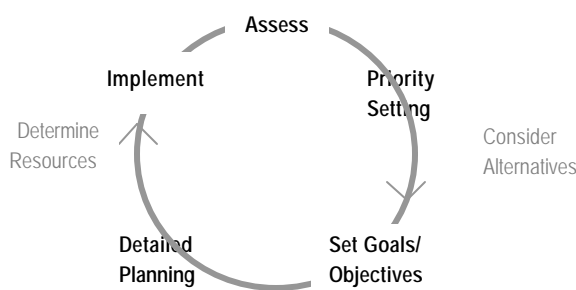 Assess
Implement
Priority
Setting
Determine
Resources
Consider
Alternatives
Detailed
Planning
Set Goals/
Objectives